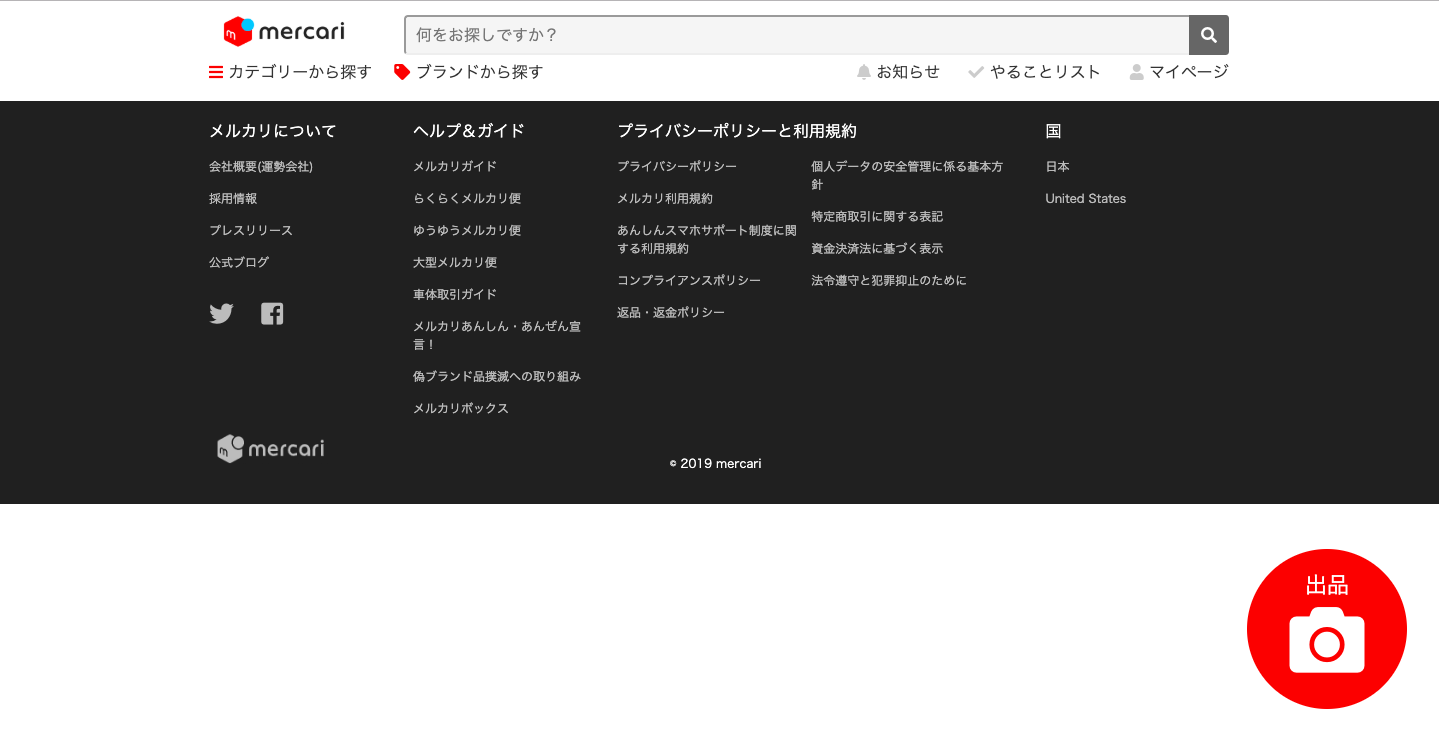 mercari
何をお探しですか？
カテゴリーから探す
ブランドから探す
お知らせ
やることリスト
マイページ
メルカリについて
会社概要(運勢会社)
採用情報
プレスリリース
公式ブログ
ヘルプ＆ガイド
メルカリガイド
らくらくメルカリ便
ゆうゆうメルカリ便
大型メルカリ便
車体取引ガイド
メルカリあんしん・あんぜん宣
言！
偽ブランド品撲滅への取り組み
メルカリボックス
プライバシーポリシーと利用規約
プライバシーポリシー
メルカリ利用規約
あんしんスマホサポート制度に関
する利用規約
コンプライアンスポリシー
返品・返金ポリシー
個人データの安全管理に係る基本方
針
特定商取引に関する表記
資金決済法に基づく表示
法令遵守と犯罪抑止のために
国
日本
United States
mercari
© 2019 mercari
出品